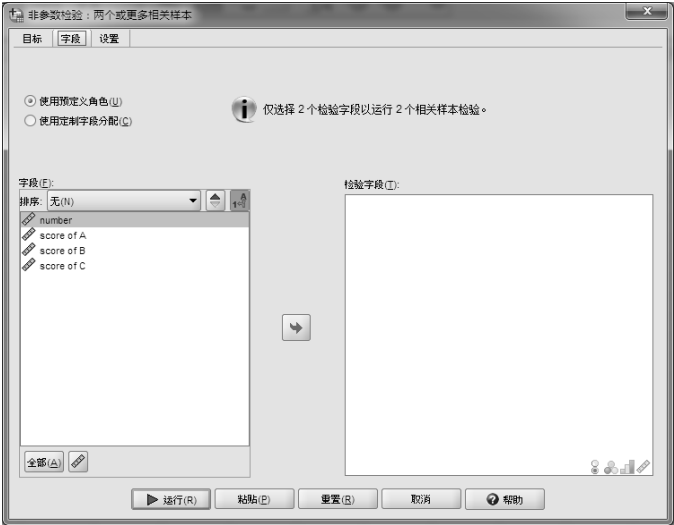 非参数检验：两个或更多相关样本
目标 字段 设置
使用预定义角色(U)
使用定制字段分配(C)
仅选择 2 个检验字段以运行 2 个相关样本检验。
字段(F):
排序: 无(N)
number
score of A
score of B
score of C
全部(A)
检验字段(T):
运行(R) 粘贴(P) 重置(R) 取消 帮助